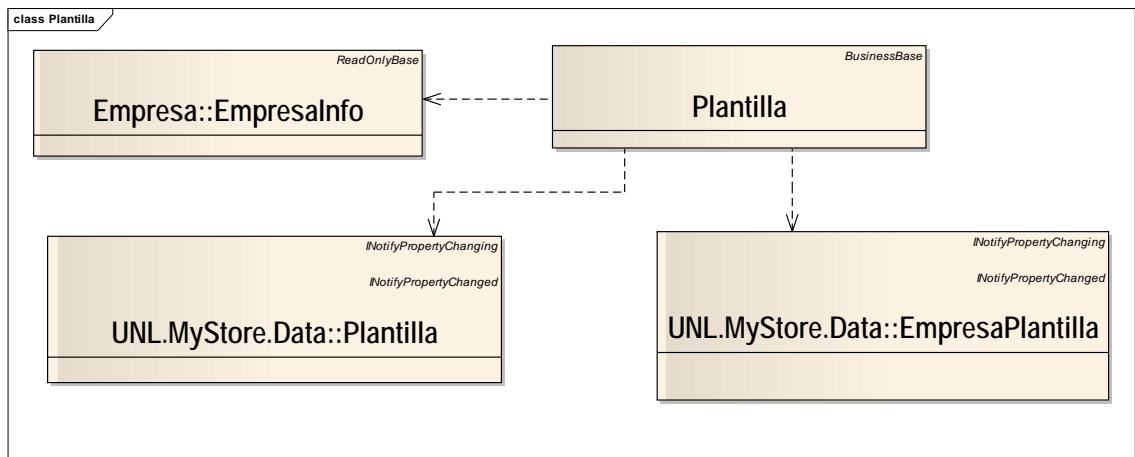 class Plantilla
ReadOnlyBase
Empresa::EmpresaInfo
BusinessBase
Plantilla
INotifyPropertyChanging
INotifyPropertyChanged
UNL.MyStore.Data::Plantilla
INotifyPropertyChanging
INotifyPropertyChanged
UNL.MyStore.Data::EmpresaPlantilla